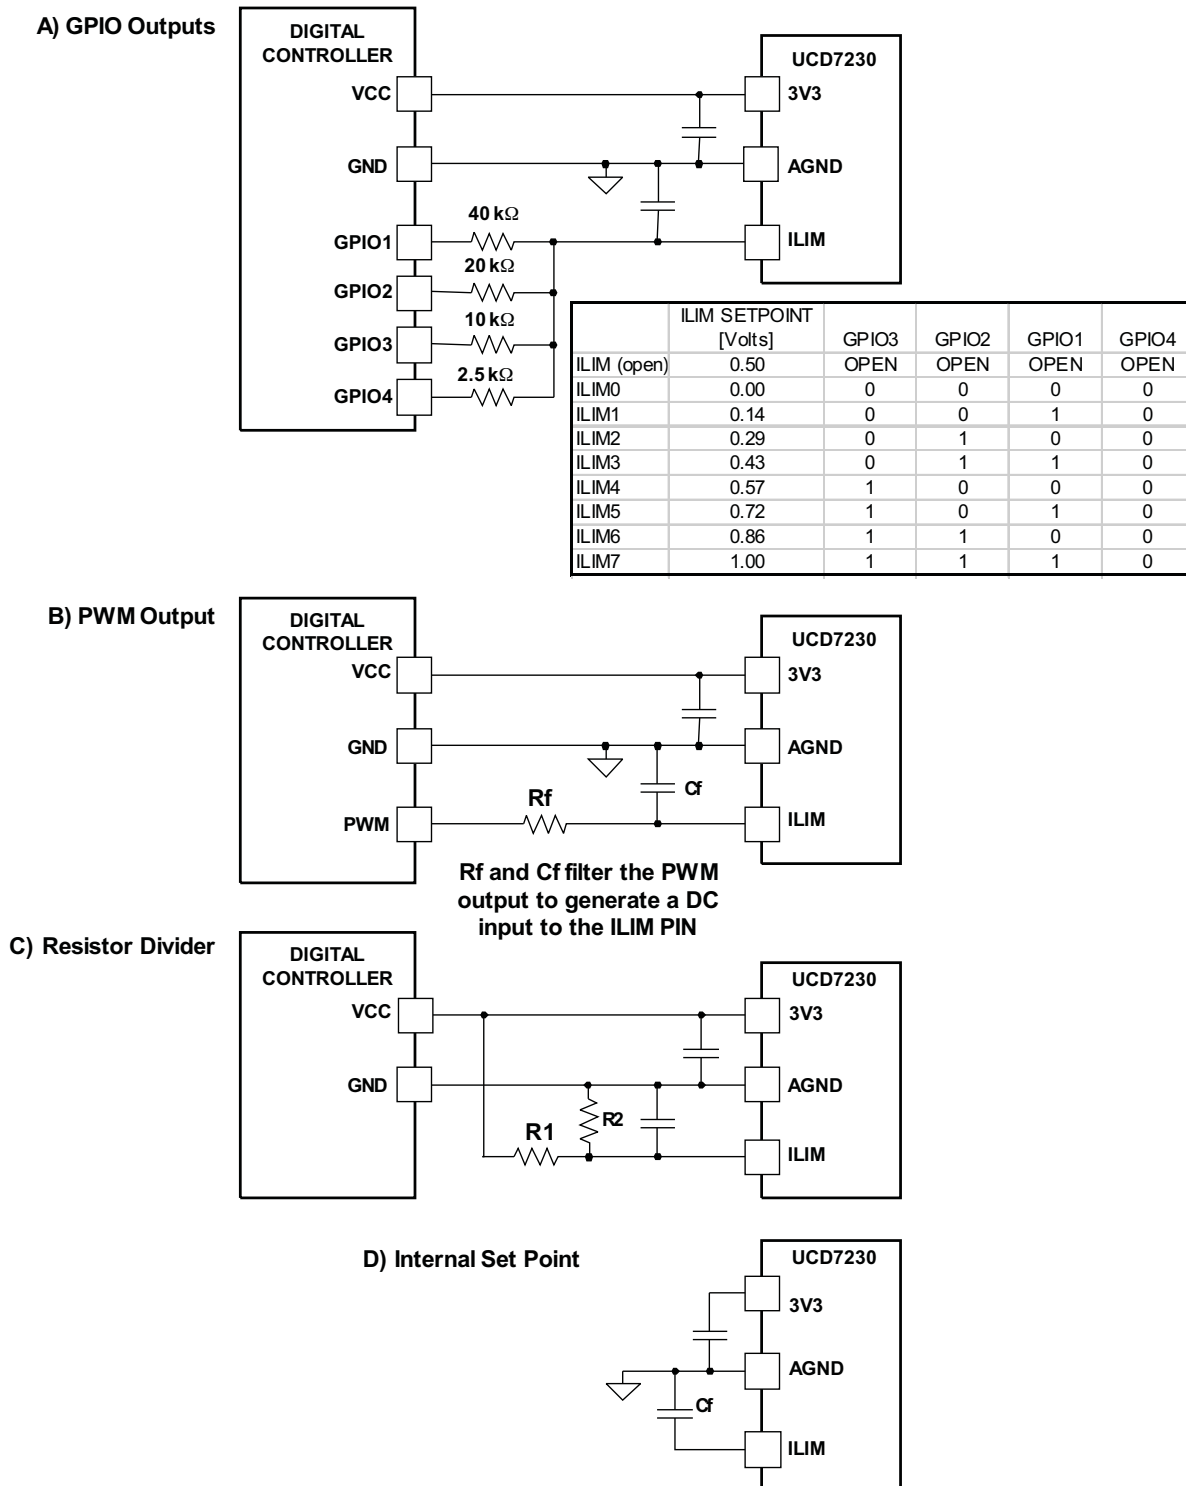 A) GPIO Outputs
DIGITAL
CONTROLLER
UCD7230
VCC
3V3
GND
AGND
40 kΩ
GPIO1
ILIM
20 kΩ
GPIO2
10 kΩ
GPIO3
2.5 kΩ
GPIO4
ILIM SETPOINT
[Volts] GPIO3 GPIO2 GPIO1 GPIO4
ILIM (open) 0.50 OPEN OPEN OPEN OPEN
ILIM0 0.00 0 0 0 0
ILIM1 0.14 0 0 1 0
ILIM2 0.29 0 1 0 0
ILIM3 0.43 0 1 1 0
ILIM4 0.57 1 0 0 0
ILIM5 0.72 1 0 1 0
ILIM6 0.86 1 1 0 0
ILIM7 1.00 1 1 1 0
B) PWM Output
DIGITAL
CONTROLLER
UCD7230
VCC
3V3
GND
AGND
Cf
Rf
PWM
ILIM
Rf and Cf filter the PWM
output to generate a DC
input to the ILIM PIN
C) Resistor Divider
DIGITAL
CONTROLLER
UCD7230
VCC
3V3
GND
AGND
R2
R1
ILIM
D) Internal Set Point
UCD7230
3V3
AGND
Cf
ILIM